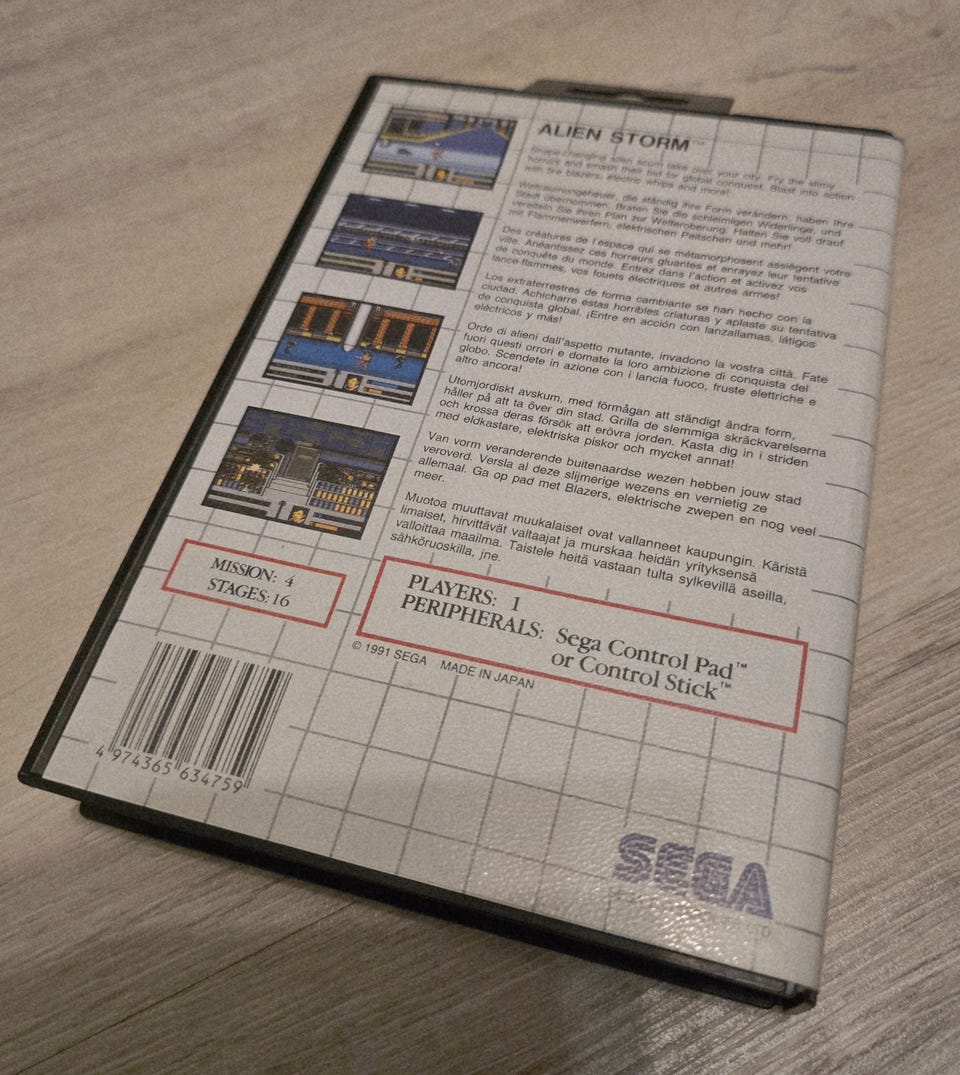 ALIEN STORM™
Shape-changing alien scum take over your city. Fry the slimy
horrors and smash their bid for global conquest. Blast into action
with fire blazers, electric whips and more!
Weltraumungeheuer, die ständig ihre Form verändern, haben Ihre
Stadt übernommen. Braten Sie die schleimigen Widerlinge, und
vereiteln Sie ihren Plan zur Welteroberung. Halten Sie voll drauf
mit Flammenwerfern, elektrischen Peitschen und mehr!
Des créatures de l'espace qui se métamorphosent assiègent votre
ville. Anéantissez ces horreurs gluantes et enrayez leur tentative
de conquête du monde. Entrez dans l'action et activez vos
lance-flammes, vos fouets électriques et autres armes!
Los extraterrestres de forma cambiante se han hecho con la
ciudad. Achicharre estas horribles criaturas y aplaste su tentativa
de conquista global. ¡Entre en acción con lanzallamas, látigos
eléctricos y más!
Orde di alieni dall'aspetto mutante, invadono la vostra città. Fate
fuori questi orrori e domate la loro ambizione di conquista del
globo. Scendete in azione con i lancia fuoco, fruste elettriche e
altro ancora!
Utomjordiskt avskum, med förmågan att ständigt ändra form,
håller på att ta över din stad. Grilla de slemmiga skräckvarelserna
och krossa deras försök att erövra jorden. Kasta dig in i striden
med eldkastare, elektriska piskor och mycket annat!
Van vorm veranderende buitenaardse wezen hebben jouw stad
veroverd. Versla al deze slijmerige wezens en vernietig ze
allemaal. Ga op pad met Blazers, elektrische zwepen en nog veel
meer.
Muotoa muuttavat muukalaiset ovat vallanneet kaupungin. Käristä
limaiset, hirvittävät valtaajat ja murskaa heidän yrityksensä
valloittaa maailma. Taistele heitä vastaan tulta sylkevillä aseilla,
sähköruoskilla, jne.
MISSION: 4
STAGES: 16
PLAYERS: 1
PERIPHERALS: Sega Control Pad™
or Control Stick™
© 1991 SEGA MADE IN JAPAN
4 974365 634759
SEGA
LTD